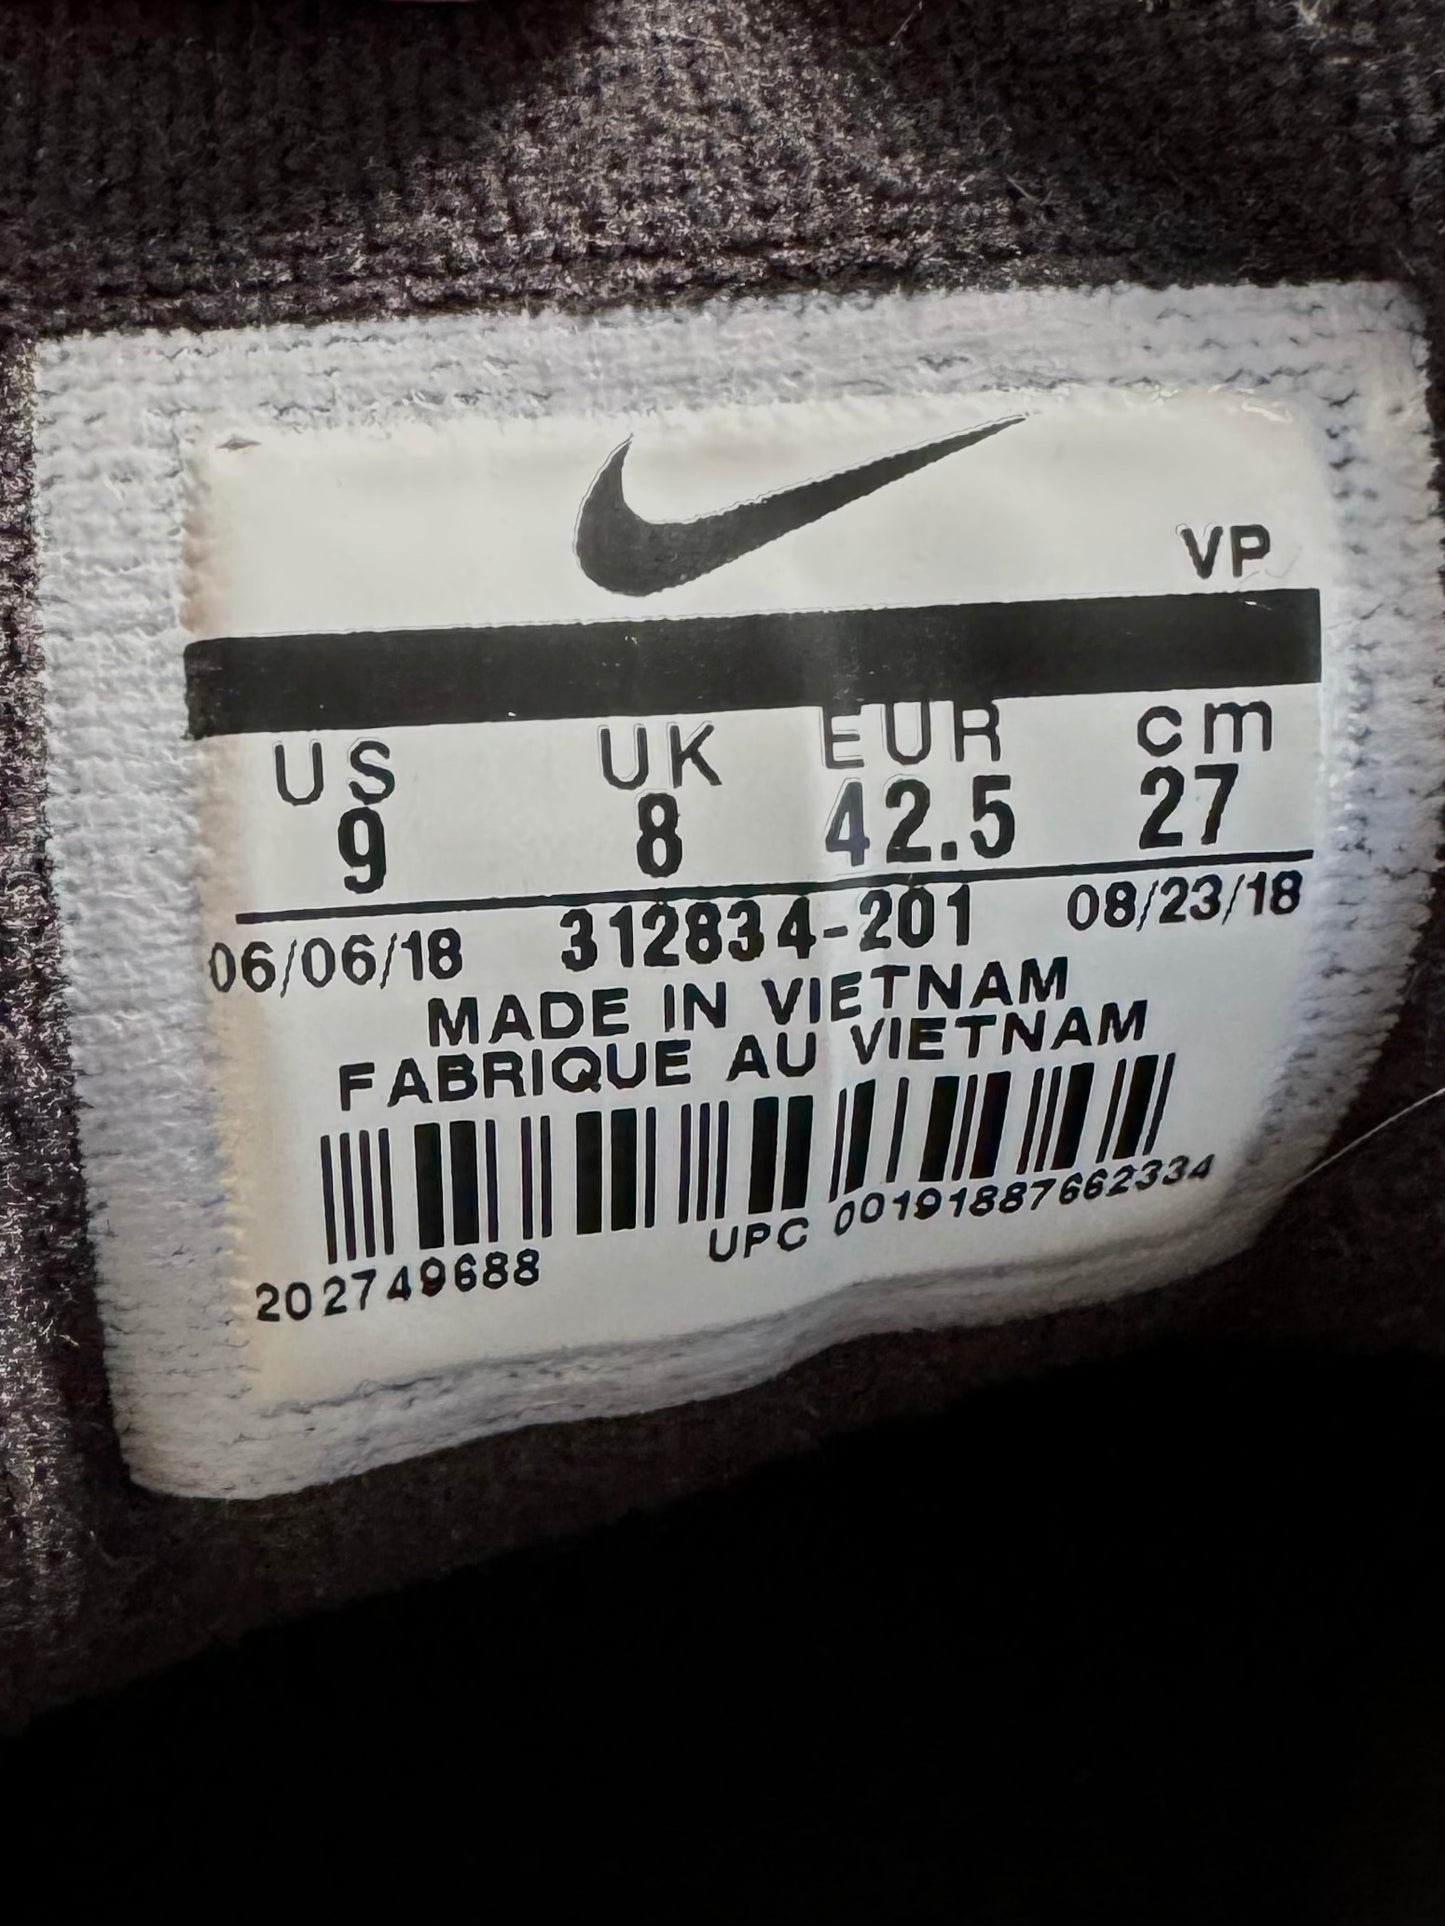 VP
US UK EUR cm
9 8 42.5 27
06/06/18 312834-201 08/23/18
MADE IN VIETNAM
FABRIQUE AU VIETNAM
202749688 UPC 00191887662334